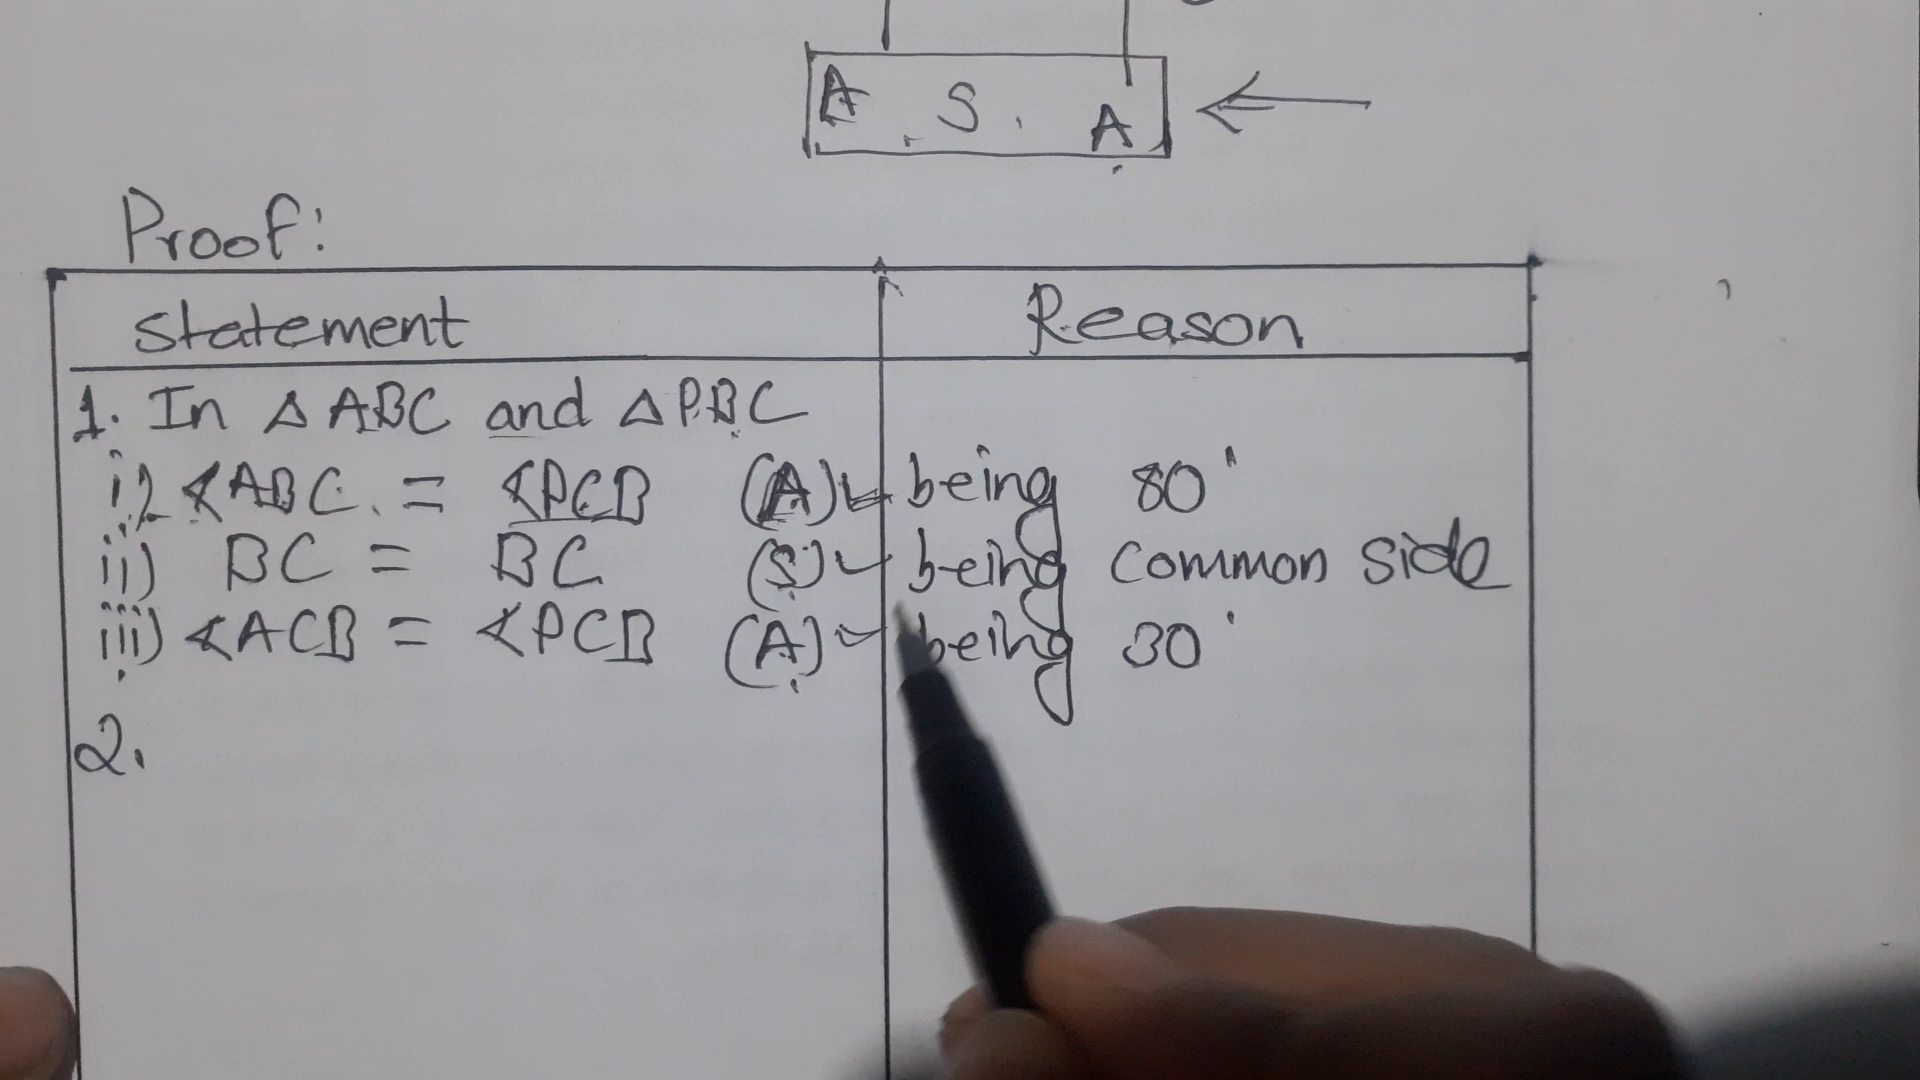 A . S . A
Proof:
Statement Reason
1. In △ ABC and △ PBC
i) ∢ABC = ∢PCB (A) being 80°
ii) BC = BC (S) being common side
iii) ∢ACB = ∢PCB (A) being 30°
2.